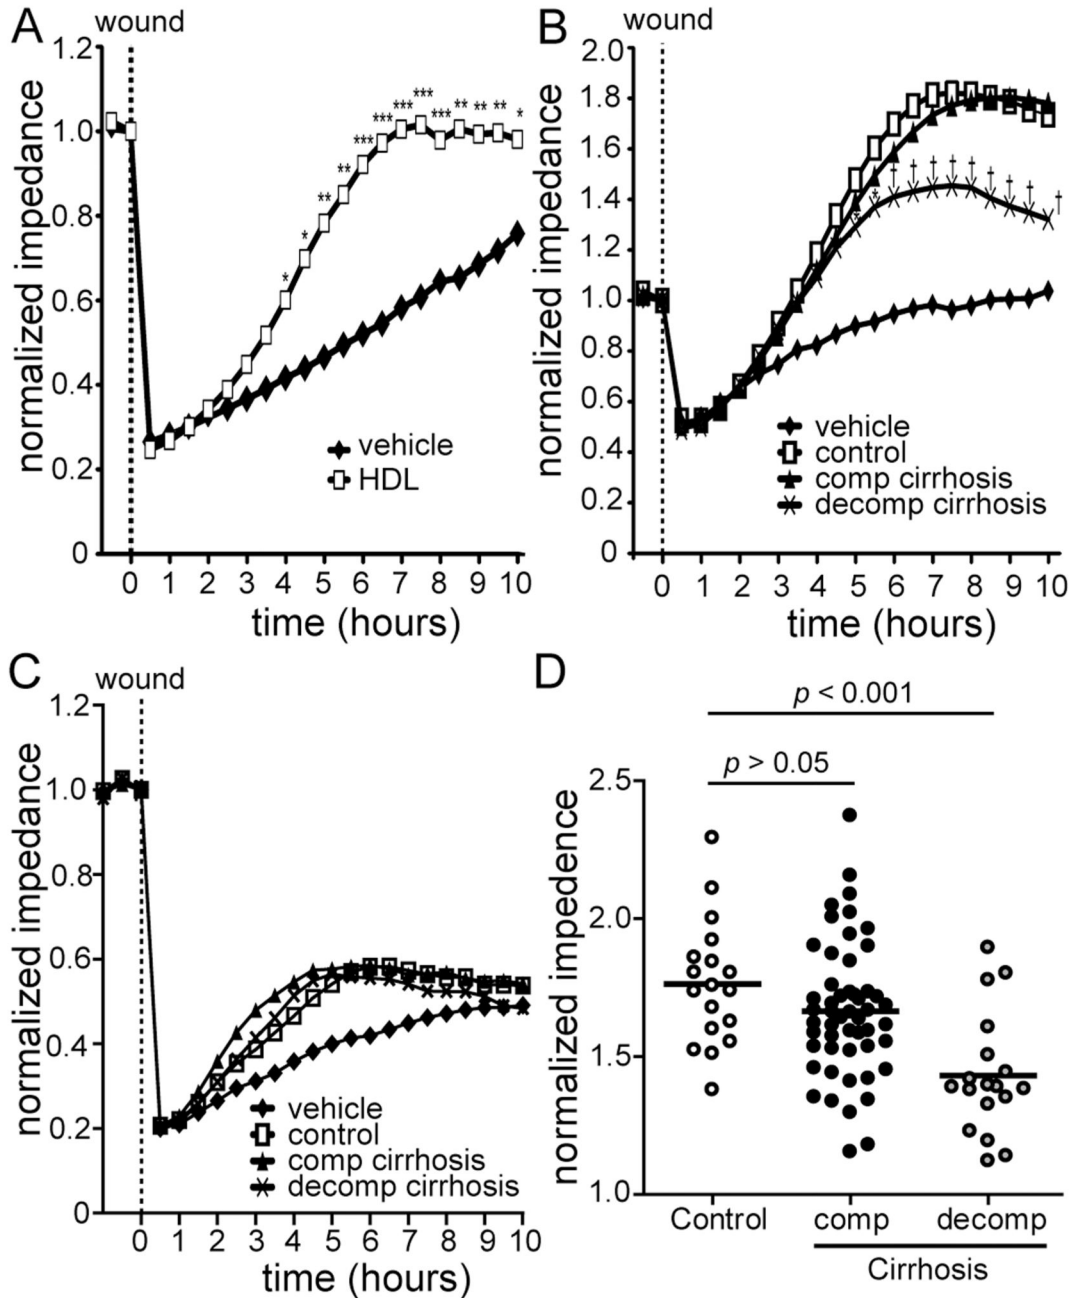 A
wound
1.2
1.0
0.8
0.6
0.4
0.2
0
normalized impedance
* * ** ** *** *** *** *** *** ** ** ** *
vehicle
HDL
0 1 2 3 4 5 6 7 8 9 10
time (hours)
B
wound
2.0
1.8
1.6
1.4
1.2
1.0
0.8
0.6
0.4
0.2
0
normalized impedance
* * † † † † † † † † †
vehicle
control
comp cirrhosis
decomp cirrhosis
0 1 2 3 4 5 6 7 8 9 10
time (hours)
C
wound
1.2
1.0
0.8
0.6
0.4
0.2
0
normalized impedance
vehicle
control
comp cirrhosis
decomp cirrhosis
0 1 2 3 4 5 6 7 8 9 10
time (hours)
D
p < 0.001
p > 0.05
2.5
2.0
1.5
1.0
normalized impedence
Control comp decomp
Cirrhosis